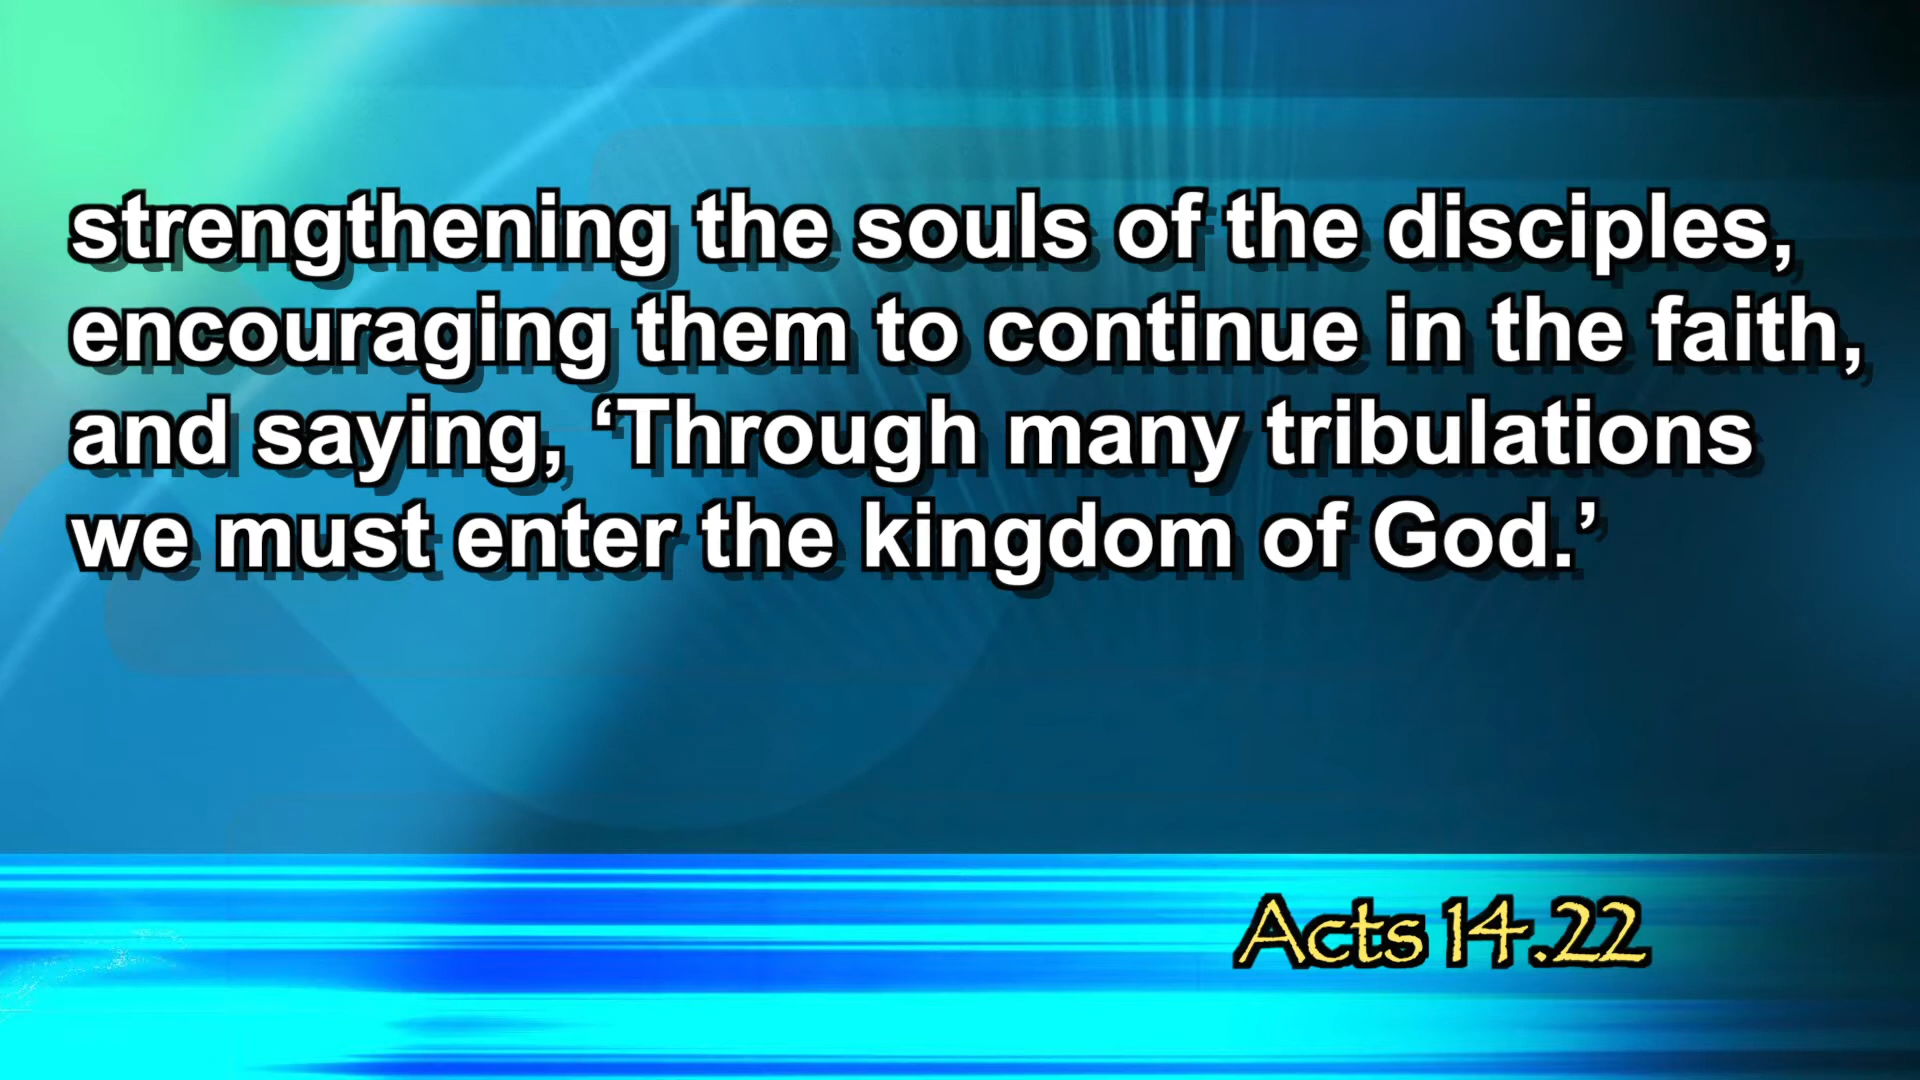 strengthening the souls of the disciples,
encouraging them to continue in the faith,
and saying, ‘Through many tribulations
we must enter the kingdom of God.’
Acts 14.22